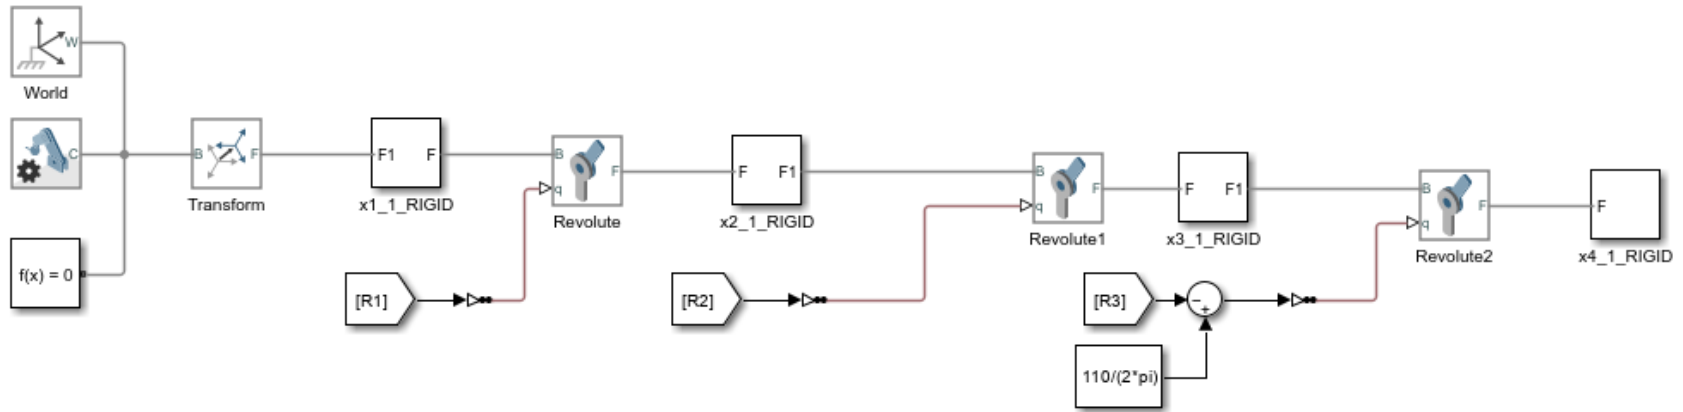 W
World
C
B F
Transform
f(x) = 0
F1 F
x1_1_RIGID
B F
q
Revolute
F F1
x2_1_RIGID
B F
q
Revolute1
F F1
x3_1_RIGID
B F
q
Revolute2
F
x4_1_RIGID
[R1]
[R2]
[R3]
− +
110/(2*pi)